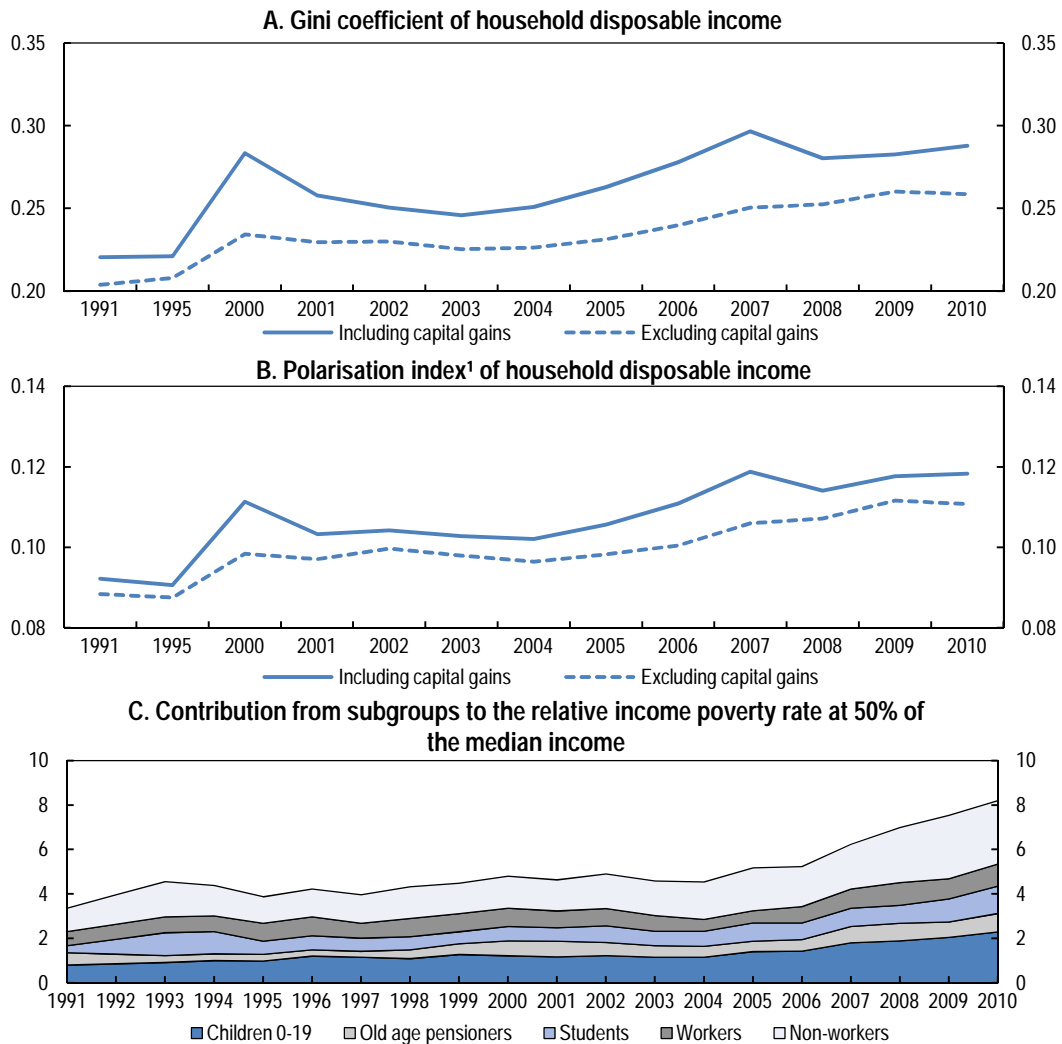 A. Gini coefficient of household disposable income
0.35 0.35
0.30 0.30
0.25 0.25
0.20 0.20
1991 1995 2000 2001 2002 2003 2004 2005 2006 2007 2008 2009 2010
Including capital gains Excluding capital gains
B. Polarisation index¹ of household disposable income
0.14 0.14
0.12 0.12
0.10 0.10
0.08 0.08
1991 1995 2000 2001 2002 2003 2004 2005 2006 2007 2008 2009 2010
Including capital gains Excluding capital gains
C. Contribution from subgroups to the relative income poverty rate at 50% of
the median income
10 10
8 8
6 6
4 4
2 2
0 0
1991 1992 1993 1994 1995 1996 1997 1998 1999 2000 2001 2002 2003 2004 2005 2006 2007 2008 2009 2010
Children 0-19 Old age pensioners Students Workers Non-workers